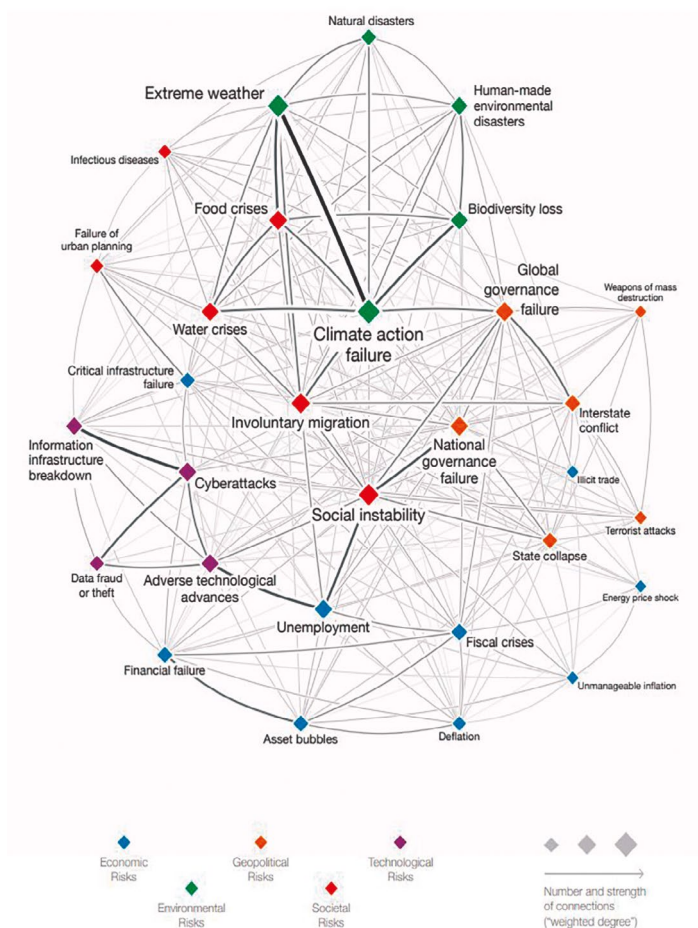 Natural disasters
Extreme weather
Human-made
environmental
disasters
Infectious diseases
Food crises
Biodiversity loss
Failure of
urban planning
Global
governance
failure
Weapons of mass
destruction
Water crises
Climate action
failure
Critical infrastructure
failure
Involuntary migration
Interstate
conflict
Information
infrastructure
breakdown
National
governance
failure
Cyberattacks
Illicit trade
Social instability
Terrorist attacks
State collapse
Data fraud
or theft
Adverse technological
advances
Energy price shock
Unemployment
Fiscal crises
Financial failure
Unmanageable inflation
Asset bubbles
Deflation
Economic
Risks
Geopolitical
Risks
Technological
Risks
Environmental
Risks
Societal
Risks
Number and strength
of connections
("weighted degree")